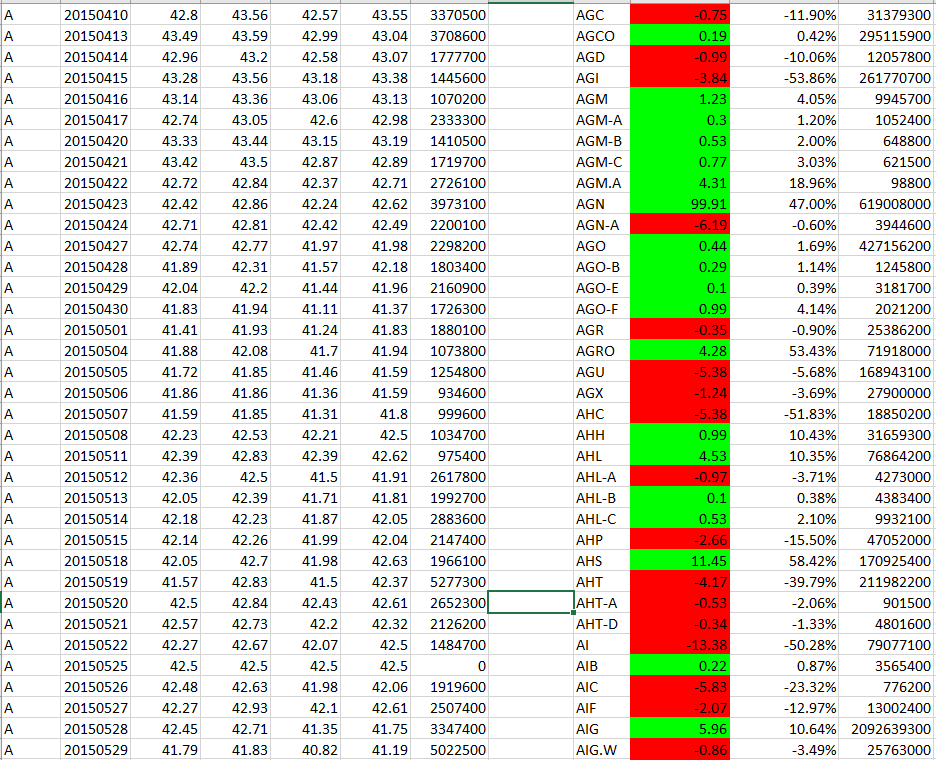 A 20150410 42.8 43.56 42.57 43.55 3370500 AGC -0.75 -11.90% 31379300
A 20150413 43.49 43.59 42.99 43.04 3708600 AGCO 0.19 0.42% 295115900
A 20150414 42.96 43.2 42.58 43.07 1777700 AGD -0.99 -10.06% 12057800
A 20150415 43.28 43.56 43.18 43.38 1445600 AGI -3.84 -53.86% 261770700
A 20150416 43.14 43.36 43.06 43.13 1070200 AGM 1.23 4.05% 9945700
A 20150417 42.74 43.05 42.6 42.98 2333300 AGM-A 0.3 1.20% 1052400
A 20150420 43.33 43.44 43.15 43.19 1410500 AGM-B 0.53 2.00% 648800
A 20150421 43.42 43.5 42.87 42.89 1719700 AGM-C 0.77 3.03% 621500
A 20150422 42.72 42.84 42.37 42.71 2726100 AGM.A 4.31 18.96% 98800
A 20150423 42.42 42.86 42.24 42.62 3973100 AGN 99.91 47.00% 619008000
A 20150424 42.71 42.81 42.42 42.49 2200100 AGN-A -6.19 -0.60% 3944600
A 20150427 42.74 42.77 41.97 41.98 2298200 AGO 0.44 1.69% 427156200
A 20150428 41.89 42.31 41.57 42.18 1803400 AGO-B 0.29 1.14% 1245800
A 20150429 42.04 42.2 41.44 41.96 2160900 AGO-E 0.1 0.39% 3181700
A 20150430 41.83 41.94 41.11 41.37 1726300 AGO-F 0.99 4.14% 2021200
A 20150501 41.41 41.93 41.24 41.83 1880100 AGR -0.35 -0.90% 25386200
A 20150504 41.88 42.08 41.7 41.94 1073800 AGRO 4.28 53.43% 71918000
A 20150505 41.72 41.85 41.46 41.59 1254800 AGU -5.38 -5.68% 168943100
A 20150506 41.86 41.86 41.36 41.59 934600 AGX -1.24 -3.69% 27900000
A 20150507 41.59 41.85 41.31 41.8 999600 AHC -5.38 -51.83% 18850200
A 20150508 42.23 42.53 42.21 42.5 1034700 AHH 0.99 10.43% 31659300
A 20150511 42.39 42.83 42.39 42.62 975400 AHL 4.53 10.35% 76864200
A 20150512 42.36 42.5 41.5 41.91 2617800 AHL-A -0.97 -3.71% 4273000
A 20150513 42.05 42.39 41.71 41.81 1992700 AHL-B 0.1 0.38% 4383400
A 20150514 42.18 42.23 41.87 42.05 2883600 AHL-C 0.53 2.10% 9932100
A 20150515 42.14 42.26 41.99 42.04 2147400 AHP -2.66 -15.50% 47052000
A 20150518 42.05 42.7 41.98 42.63 1966100 AHS 11.45 58.42% 170925400
A 20150519 41.57 42.83 41.5 42.37 5277300 AHT -4.17 -39.79% 211982200
A 20150520 42.5 42.84 42.43 42.61 2652300 AHT-A -0.53 -2.06% 901500
A 20150521 42.57 42.73 42.2 42.32 2126200 AHT-D -0.34 -1.33% 4801600
A 20150522 42.27 42.67 42.07 42.5 1484700 AI -13.38 -50.28% 79077100
A 20150525 42.5 42.5 42.5 42.5 0 AIB 0.22 0.87% 3565400
A 20150526 42.48 42.63 41.98 42.06 1919600 AIC -5.83 -23.32% 776200
A 20150527 42.27 42.93 42.1 42.61 2507400 AIF -2.07 -12.97% 13002400
A 20150528 42.45 42.71 41.35 41.75 3347400 AIG 5.96 10.64% 2092639300
A 20150529 41.79 41.83 40.82 41.19 5022500 AIG.W -0.86 -3.49% 25763000